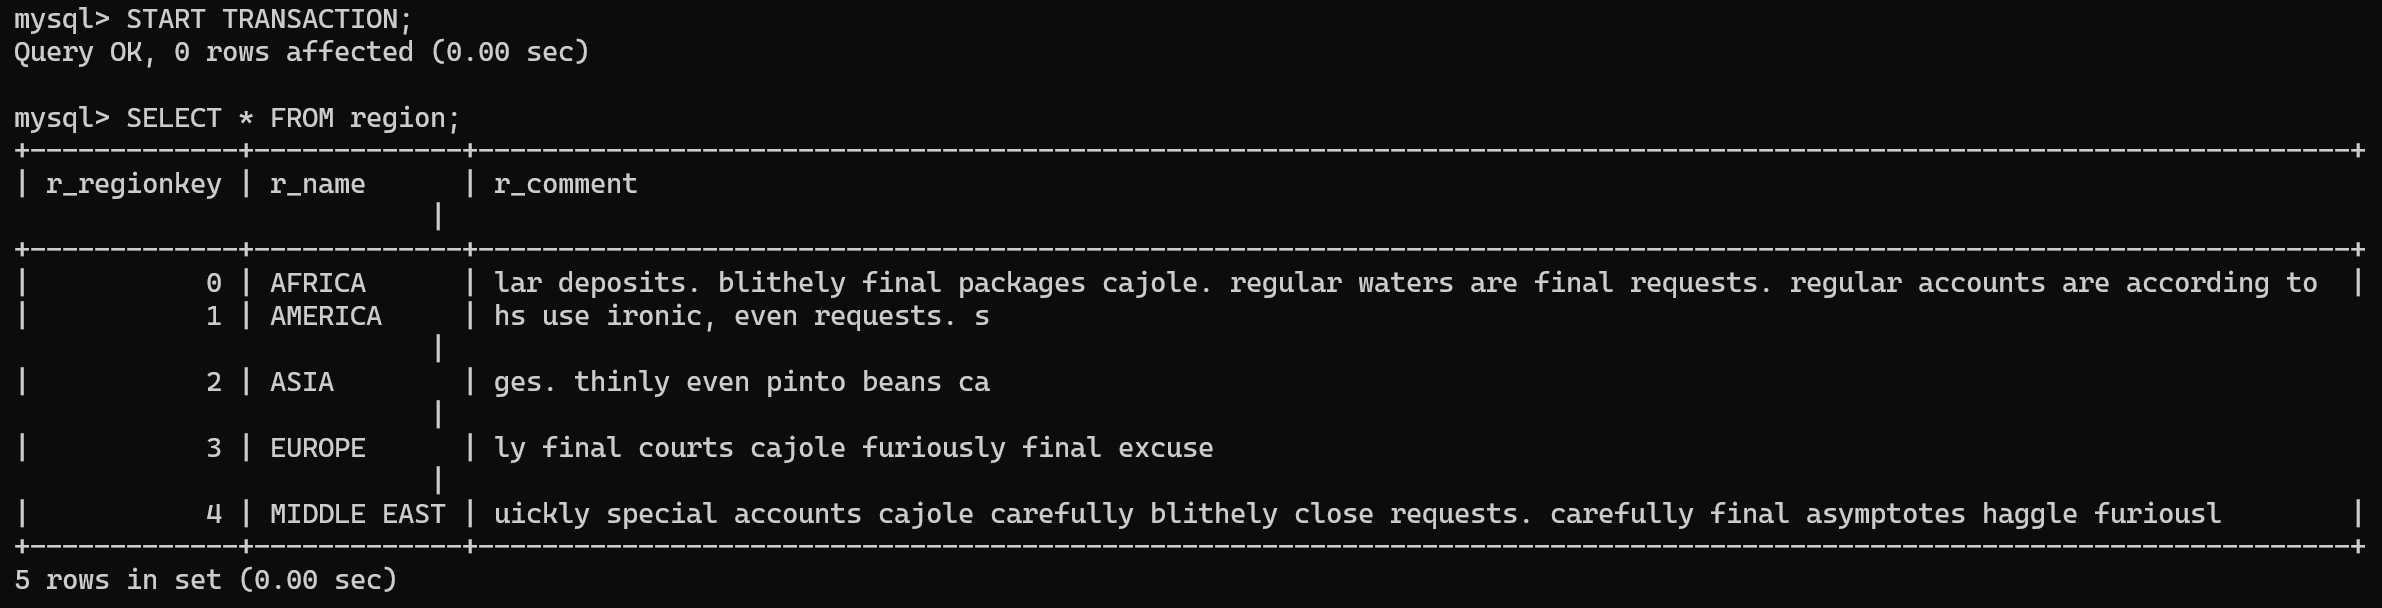 mysql> START TRANSACTION;
Query OK, 0 rows affected (0.00 sec)

mysql> SELECT * FROM region;
+-------------+-------------+---------------------------------------------------------------------------------------------------------------------+
| r_regionkey | r_name      | r_comment
                          |
+-------------+-------------+---------------------------------------------------------------------------------------------------------------------+
|           0 | AFRICA      | lar deposits. blithely final packages cajole. regular waters are final requests. regular accounts are according to  |
|           1 | AMERICA     | hs use ironic, even requests. s
                          |
|           2 | ASIA        | ges. thinly even pinto beans ca
                          |
|           3 | EUROPE      | ly final courts cajole furiously final excuse
                          |
|           4 | MIDDLE EAST | uickly special accounts cajole carefully blithely close requests. carefully final asymptotes haggle furiousl        |
+-------------+-------------+---------------------------------------------------------------------------------------------------------------------+
5 rows in set (0.00 sec)